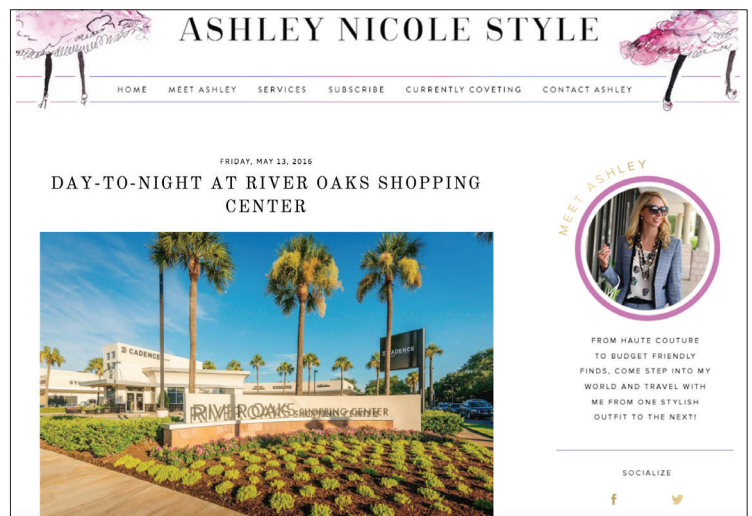 ASHLEY NICOLE STYLE
HOME MEET ASHLEY SERVICES SUBSCRIBE CURRENTLY COVETING CONTACT ASHLEY
FRIDAY, MAY 13, 2016
DAY-TO-NIGHT AT RIVER OAKS SHOPPING
CENTER
CADENCE
CADENCE
RIVER OAKS SHOPPING CENTER
MEET ASHLEY
FROM HAUTE COUTURE
TO BUDGET FRIENDLY
FINDS, COME STEP INTO MY
WORLD AND TRAVEL WITH
ME FROM ONE STYLISH
OUTFIT TO THE NEXT!
SOCIALIZE